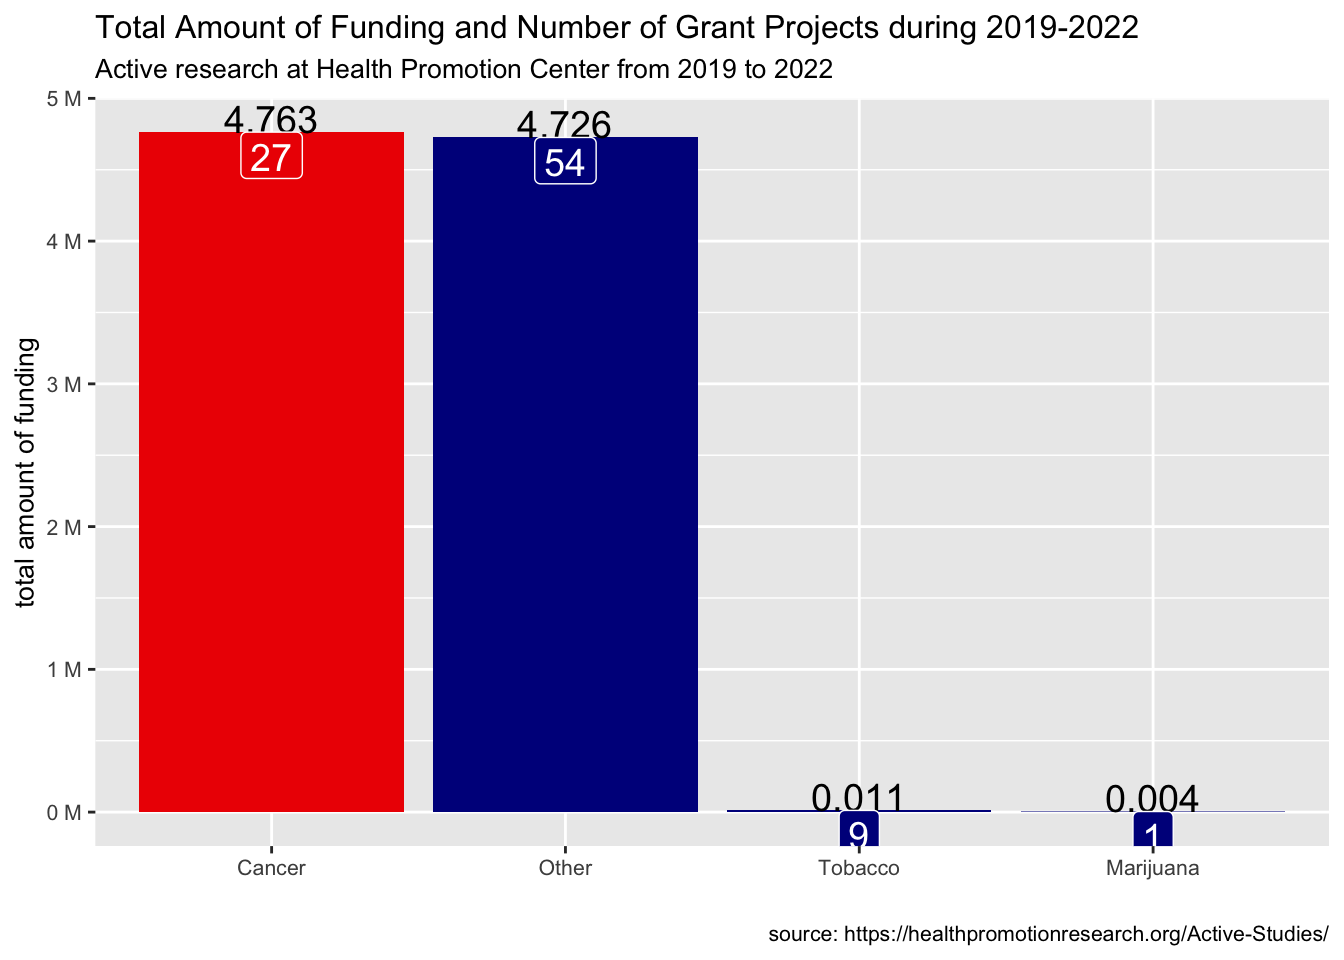 Total Amount of Funding and Number of Grant Projects during 2019-2022
Active research at Health Promotion Center from 2019 to 2022
total amount of funding
5 M
4 M
3 M
2 M
1 M
0 M
4.763
27
4.726
54
0.011
9
0.004
1
Cancer
Other
Tobacco
Marijuana
source: https://healthpromotionresearch.org/Active-Studies/